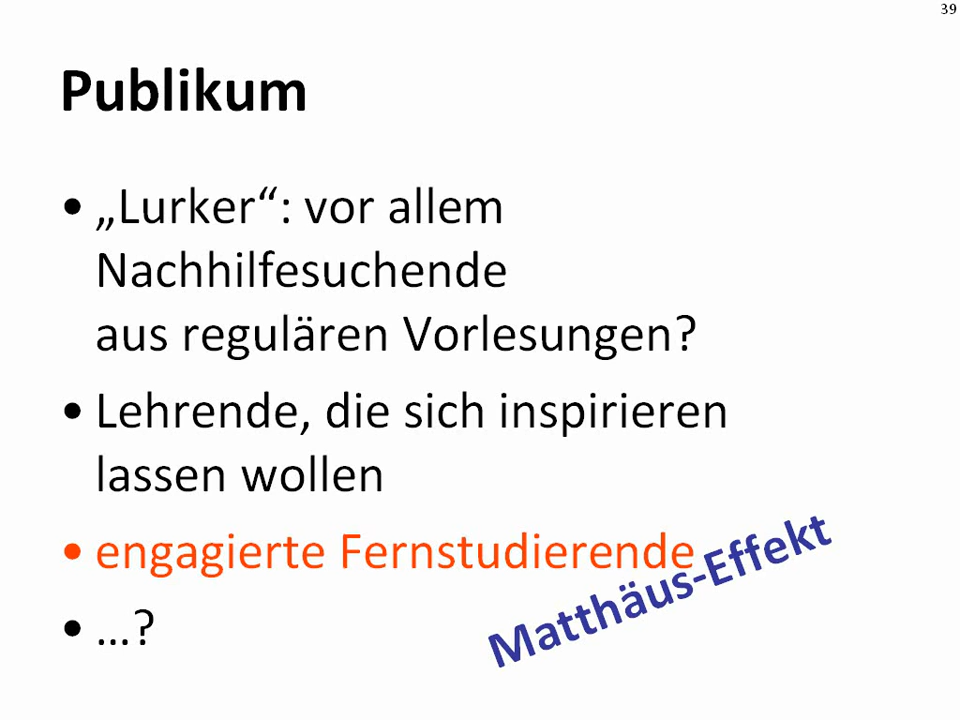 39
Publikum
• „Lurker“: vor allem
Nachhilfesuchende
aus regulären Vorlesungen?
• Lehrende, die sich inspirieren
lassen wollen
• engagierte Fernstudierende
• …?
Matthäus-Effekt